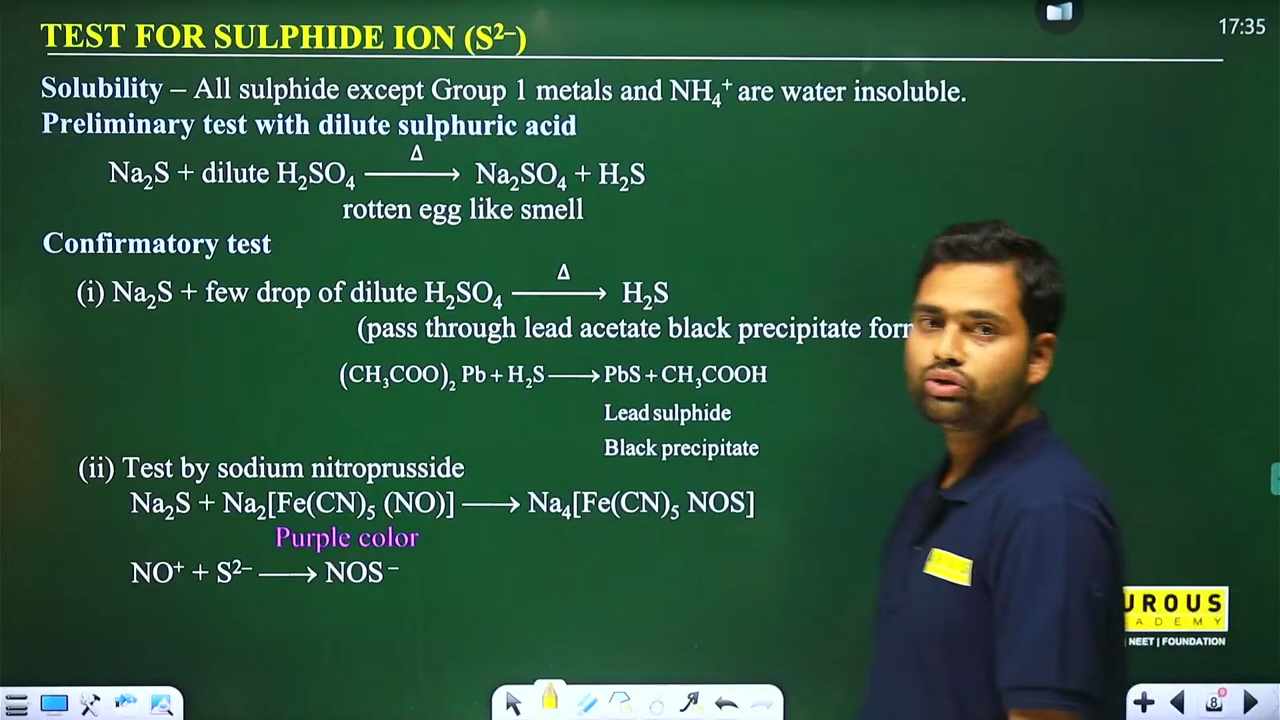 TEST FOR SULPHIDE ION (S²⁻)
17:35
Solubility – All sulphide except Group 1 metals and NH₄⁺ are water insoluble.
Preliminary test with dilute sulphuric acid
Δ
Na₂S + dilute H₂SO₄ ⟶ Na₂SO₄ + H₂S
rotten egg like smell
Confirmatory test
Δ
(i) Na₂S + few drop of dilute H₂SO₄ ⟶ H₂S
(pass through lead acetate black precipitate for
(CH₃COO)₂ Pb + H₂S ⟶ PbS + CH₃COOH
Lead sulphide
Black precipitate
(ii) Test by sodium nitroprusside
Na₂S + Na₂[Fe(CN)₅ (NO)] ⟶ Na₄[Fe(CN)₅ NOS]
Purple color
NO⁺ + S²⁻ ⟶ NOS⁻
UROUS
ADEMY
| NEET | FOUNDATION
8